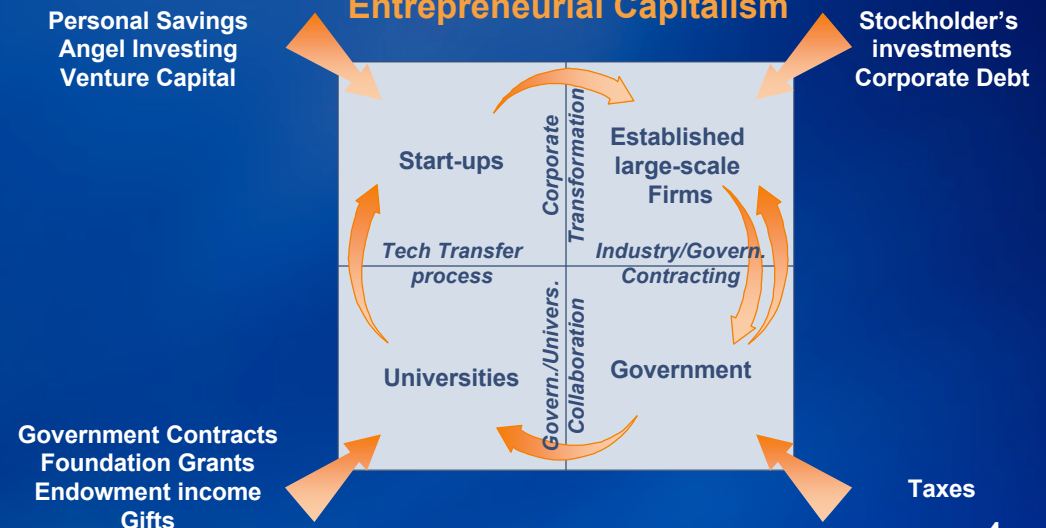 Entrepreneurial Capitalism
Personal Savings
Angel Investing
Venture Capital
Stockholder's
investments
Corporate Debt
Start-ups
Corporate
Transformation
Established
large-scale
Firms
Tech Transfer
process
Industry/Govern.
Contracting
Universities
Govern./Univers.
Collaboration
Government
Government Contracts
Foundation Grants
Endowment income
Gifts
Taxes